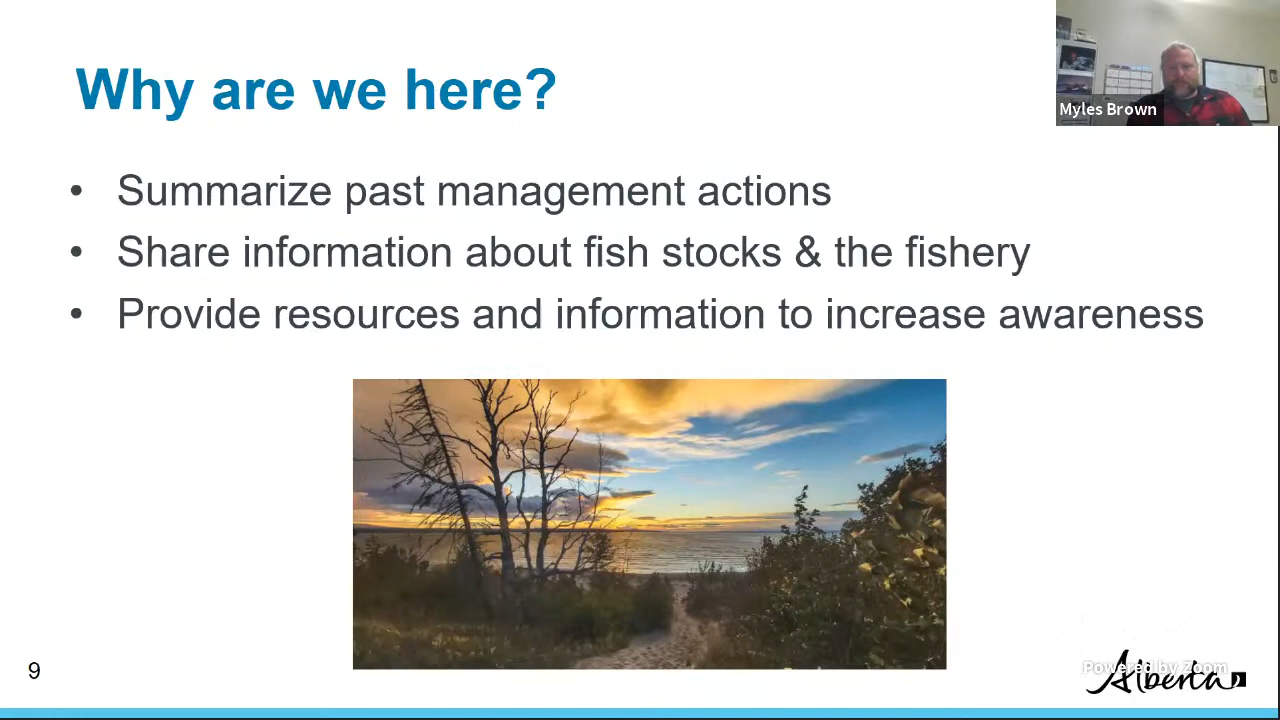 Why are we here?
Myles Brown
• Summarize past management actions
• Share information about fish stocks & the fishery
• Provide resources and information to increase awareness
9
Powered by Zoom
Alberta